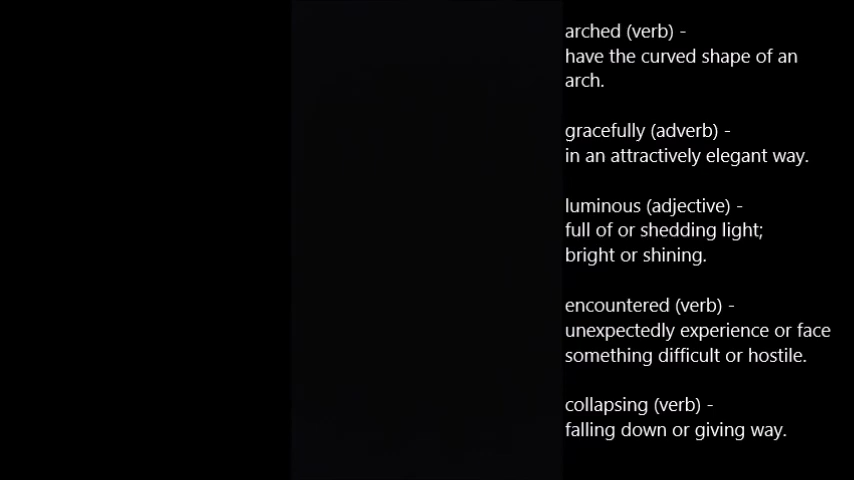 arched (verb) -
have the curved shape of an
arch.
gracefully (adverb) -
in an attractively elegant way.
luminous (adjective) -
full of or shedding light;
bright or shining.
encountered (verb) -
unexpectedly experience or face
something difficult or hostile.
collapsing (verb) -
falling down or giving way.